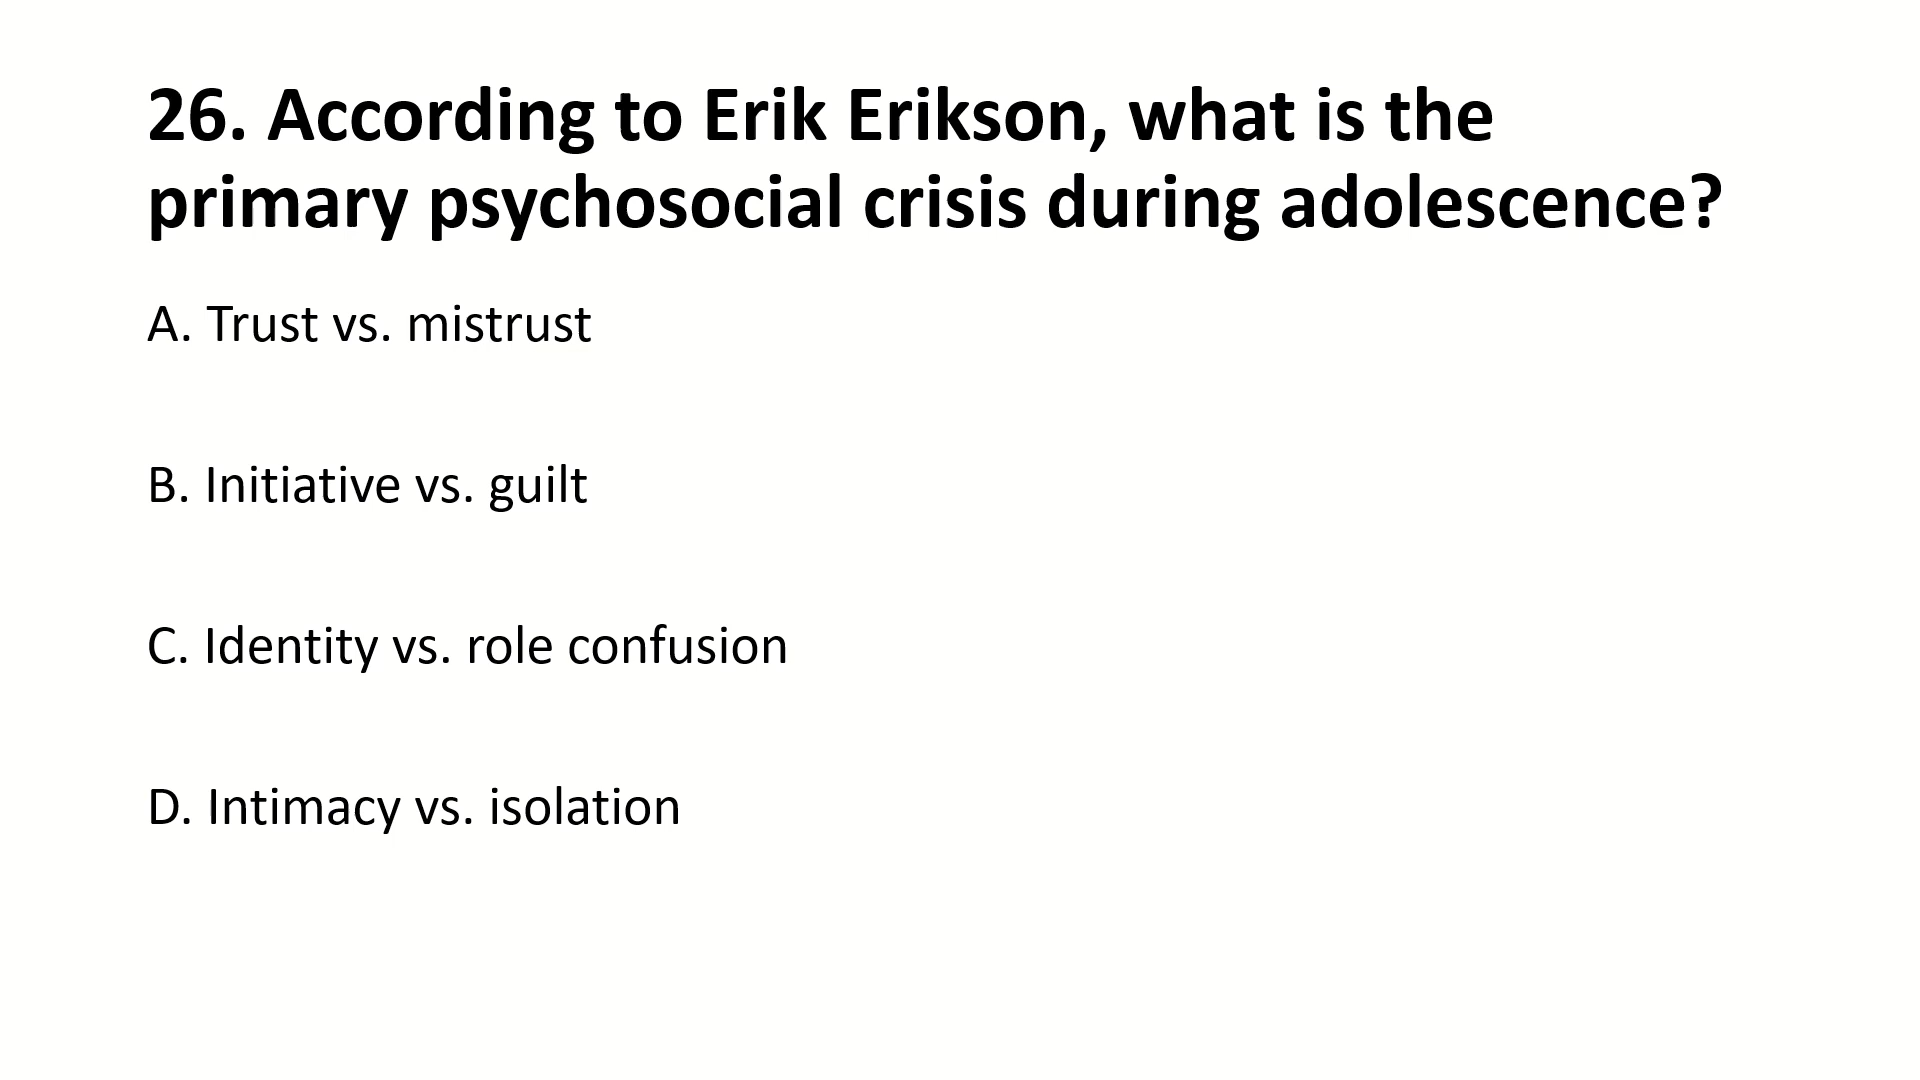 26. According to Erik Erikson, what is the
primary psychosocial crisis during adolescence?
A. Trust vs. mistrust
B. Initiative vs. guilt
C. Identity vs. role confusion
D. Intimacy vs. isolation